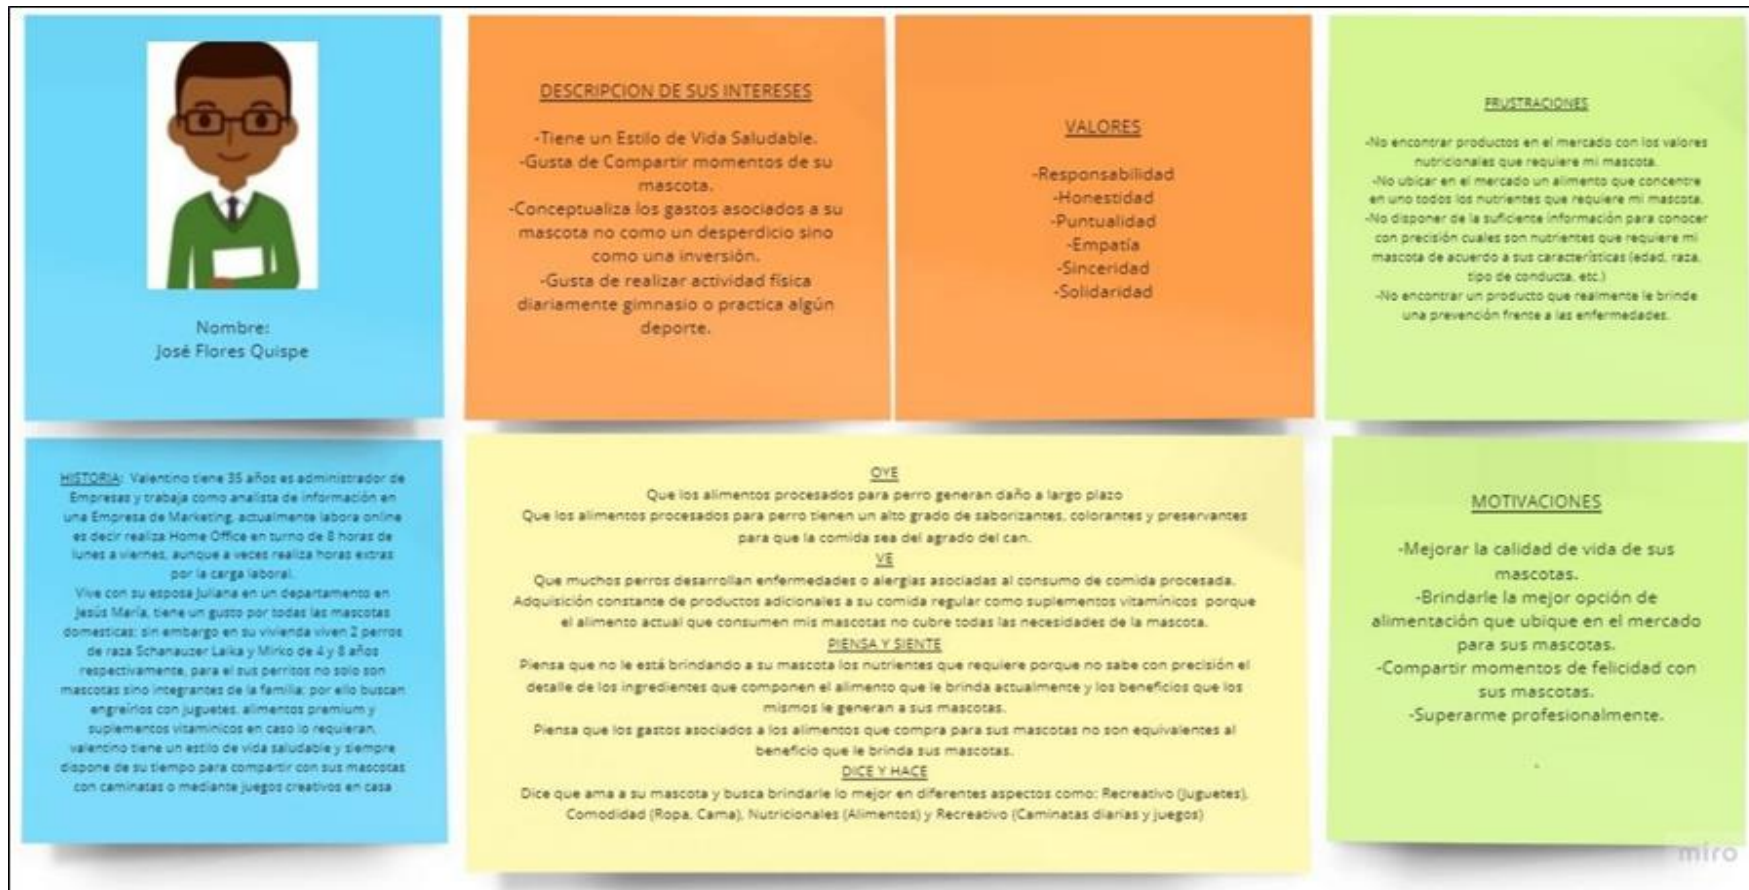 Nombre:
José Flores Quispe
DESCRIPCION DE SUS INTERESES
-Tiene un Estilo de Vida Saludable.
-Gusta de Compartir momentos de su
mascota.
-Conceptualiza los gastos asociados a su
mascota no como un desperdicio sino
como una inversión.
-Gusta de realizar actividad física
diariamente gimnasio o practica algún
deporte.
VALORES
-Responsabilidad
-Honestidad
-Puntualidad
-Empatía
-Sinceridad
-Solidaridad
FRUSTRACIONES
-No encontrar productos en el mercado con los valores
nutricionales que requiere mi mascota.
-No ubicar en el mercado un alimento que concentre
en uno todos los nutrientes que requiere mi mascota.
-No disponer de la suficiente información para conocer
con precisión cuales son nutrientes que requiere mi
mascota de acuerdo a sus características (edad, raza,
tipo de conducta, etc.)
-No encontrar un producto que realmente le brinde
una prevención frente a las enfermedades.
HISTORIA: Valentino tiene 35 años es administrador de
Empresas y trabaja como analista de información en
una Empresa de Marketing, actualmente labora online
es decir realiza Home Office en turno de 8 horas de
lunes a viernes, aunque a veces realiza horas extras
por la carga laboral.
Vive con su esposa Juliana en un departamento en
Jesús María, tiene un gusto por todas las mascotas
domesticas; sin embargo en su vivienda viven 2 perros
de raza Schanauzer Laika y Mirko de 4 y 8 años
respectivamente, para el sus perritos no solo son
mascotas sino integrantes de la familia; por ello buscan
engreírlos con juguetes, alimentos premium y
suplementos vitaminicos en caso lo requieran,
valentino tiene un estilo de vida saludable y siempre
dispone de su tiempo para compartir con sus mascotas
con caminatas o mediante juegos creativos en casa
OYE
Que los alimentos procesados para perro generan daño a largo plazo
Que los alimentos procesados para perro tienen un alto grado de saborizantes, colorantes y preservantes
para que la comida sea del agrado del can.
VE
Que muchos perros desarrollan enfermedades o alergias asociadas al consumo de comida procesada.
Adquisición constante de productos adicionales a su comida regular como suplementos vitamínicos porque
el alimento actual que consumen mis mascotas no cubre todas las necesidades de la mascota.
PIENSA Y SIENTE
Piensa que no le está brindando a su mascota los nutrientes que requiere porque no sabe con precisión el
detalle de los ingredientes que componen el alimento que le brinda actualmente y los beneficios que los
mismos le generan a sus mascotas.
Piensa que los gastos asociados a los alimentos que compra para sus mascotas no son equivalentes al
beneficio que le brinda sus mascotas.
DICE Y HACE
Dice que ama a su mascota y busca brindarle lo mejor en diferentes aspectos como: Recreativo (Juguetes),
Comodidad (Ropa, Cama), Nutricionales (Alimentos) y Recreativo (Caminatas diarias y juegos)
MOTIVACIONES
-Mejorar la calidad de vida de sus
mascotas.
-Brindarle la mejor opción de
alimentación que ubique en el mercado
para sus mascotas.
-Compartir momentos de felicidad con
sus mascotas.
-Superarme profesionalmente.
.
miro